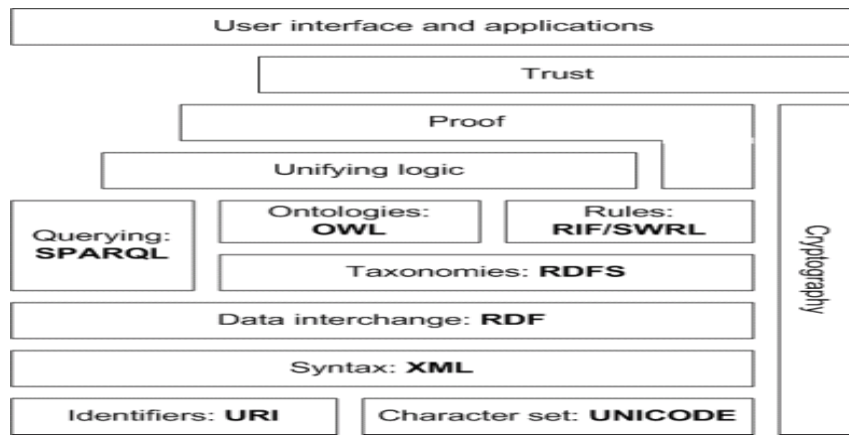 User interface and applications
Trust
Proof
Unifying logic
Querying:
SPARQL
Ontologies:
OWL
Rules:
RIF/SWRL
Taxonomies: RDFS
Data interchange: RDF
Syntax: XML
Identifiers: URI
Character set: UNICODE
Cryptography